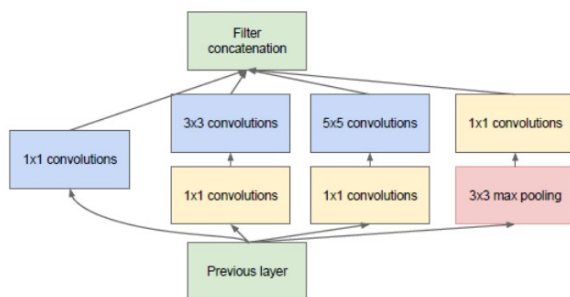 Filter
concatenation
3x3 convolutions
5x5 convolutions
1x1 convolutions
1x1 convolutions
1x1 convolutions
1x1 convolutions
3x3 max pooling
Previous layer